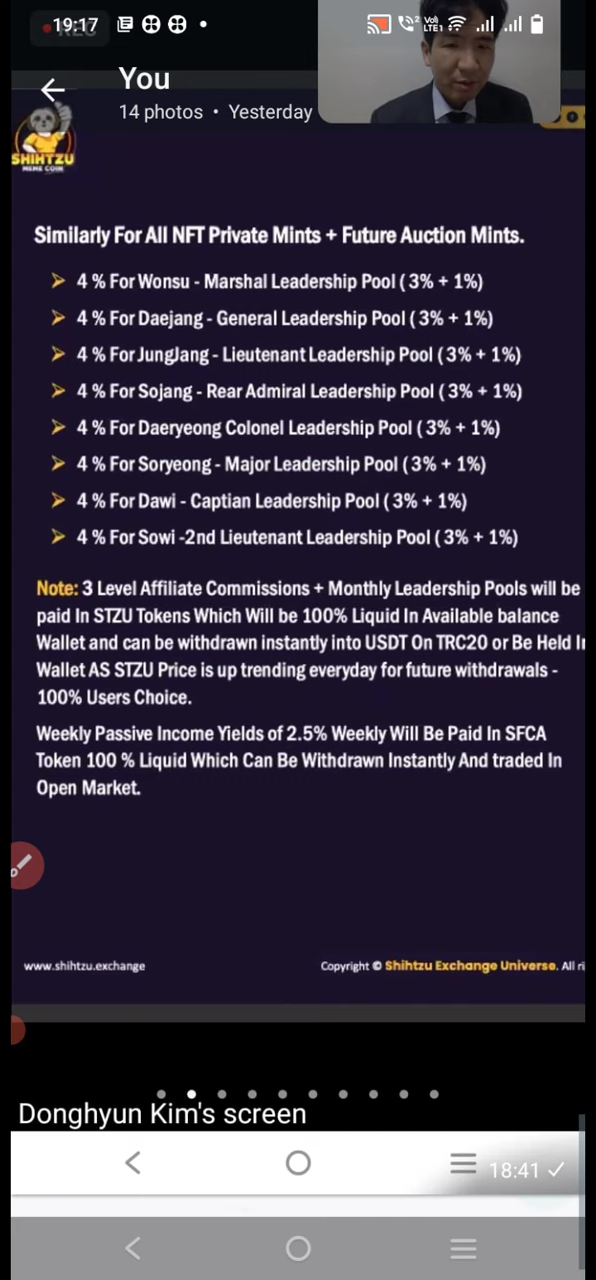 19:17
Vo)
LTE1
You
14 photos • Yesterday
SHIHTZU
MEME COIN
Similarly For All NFT Private Mints + Future Auction Mints.
➤ 4 % For Wonsu - Marshal Leadership Pool ( 3% + 1%)
➤ 4 % For Daejang - General Leadership Pool ( 3% + 1%)
➤ 4 % For JungJang - Lieutenant Leadership Pool ( 3% + 1%)
➤ 4 % For Sojang - Rear Admiral Leadership Pool ( 3% + 1%)
➤ 4 % For Daeryeong Colonel Leadership Pool ( 3% + 1%)
➤ 4 % For Soryeong - Major Leadership Pool ( 3% + 1%)
➤ 4 % For Dawi - Captian Leadership Pool ( 3% + 1%)
➤ 4 % For Sowi -2nd Lieutenant Leadership Pool ( 3% + 1%)
Note: 3 Level Affiliate Commissions + Monthly Leadership Pools will be
paid In STZU Tokens Which Will be 100% Liquid In Available balance
Wallet and can be withdrawn instantly into USDT On TRC20 or Be Held I
Wallet AS STZU Price is up trending everyday for future withdrawals -
100% Users Choice.
Weekly Passive Income Yields of 2.5% Weekly Will Be Paid In SFCA
Token 100 % Liquid Which Can Be Withdrawn Instantly And traded In
Open Market.
www.shihtzu.exchange
Copyright © Shihtzu Exchange Universe. All ri
Donghyun Kim's screen
18:41 ✓